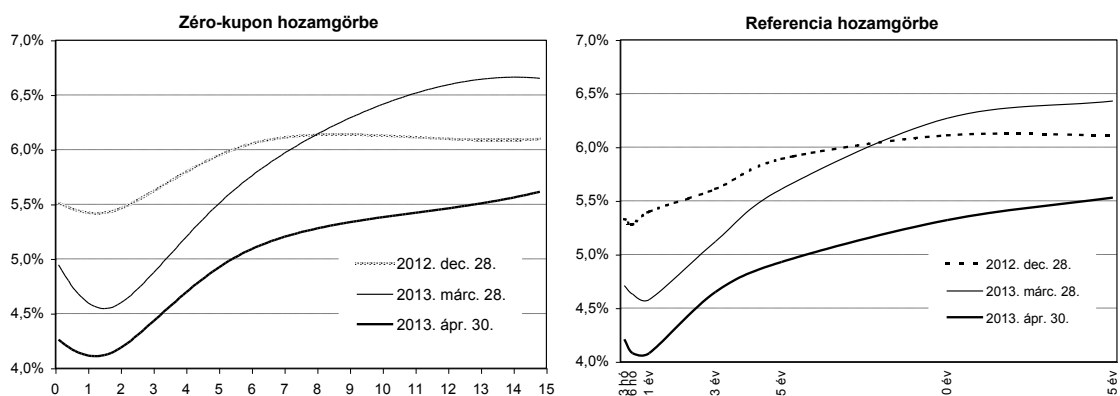 Zéro-kupon hozamgörbe
7,0%
6,5%
6,0%
5,5%
5,0%
4,5%
4,0%
0 1 2 3 4 5 6 7 8 9 10 11 12 13 14 15
2012. dec. 28.
2013. márc. 28.
2013. ápr. 30.
Referencia hozamgörbe
7,0%
6,5%
6,0%
5,5%
5,0%
4,5%
4,0%
3 hó
6 hó
1 év
3 év
5 év
0 év
5 év
2012. dec. 28.
2013. márc. 28.
2013. ápr. 30.